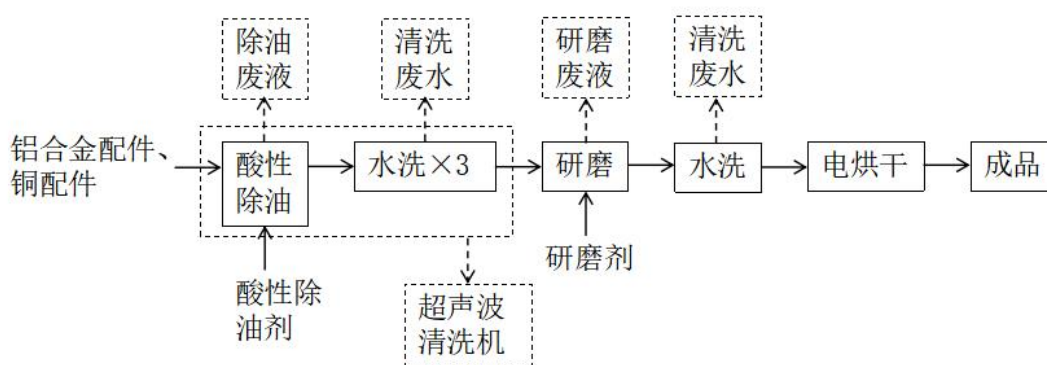 除油
废液
清洗
废水
研磨
废液
清洗
废水
铝合金配件、
铜配件
酸性
除油
水洗×3
研磨
水洗
电烘干
成品
酸性除
油剂
研磨剂
超声波
清洗机